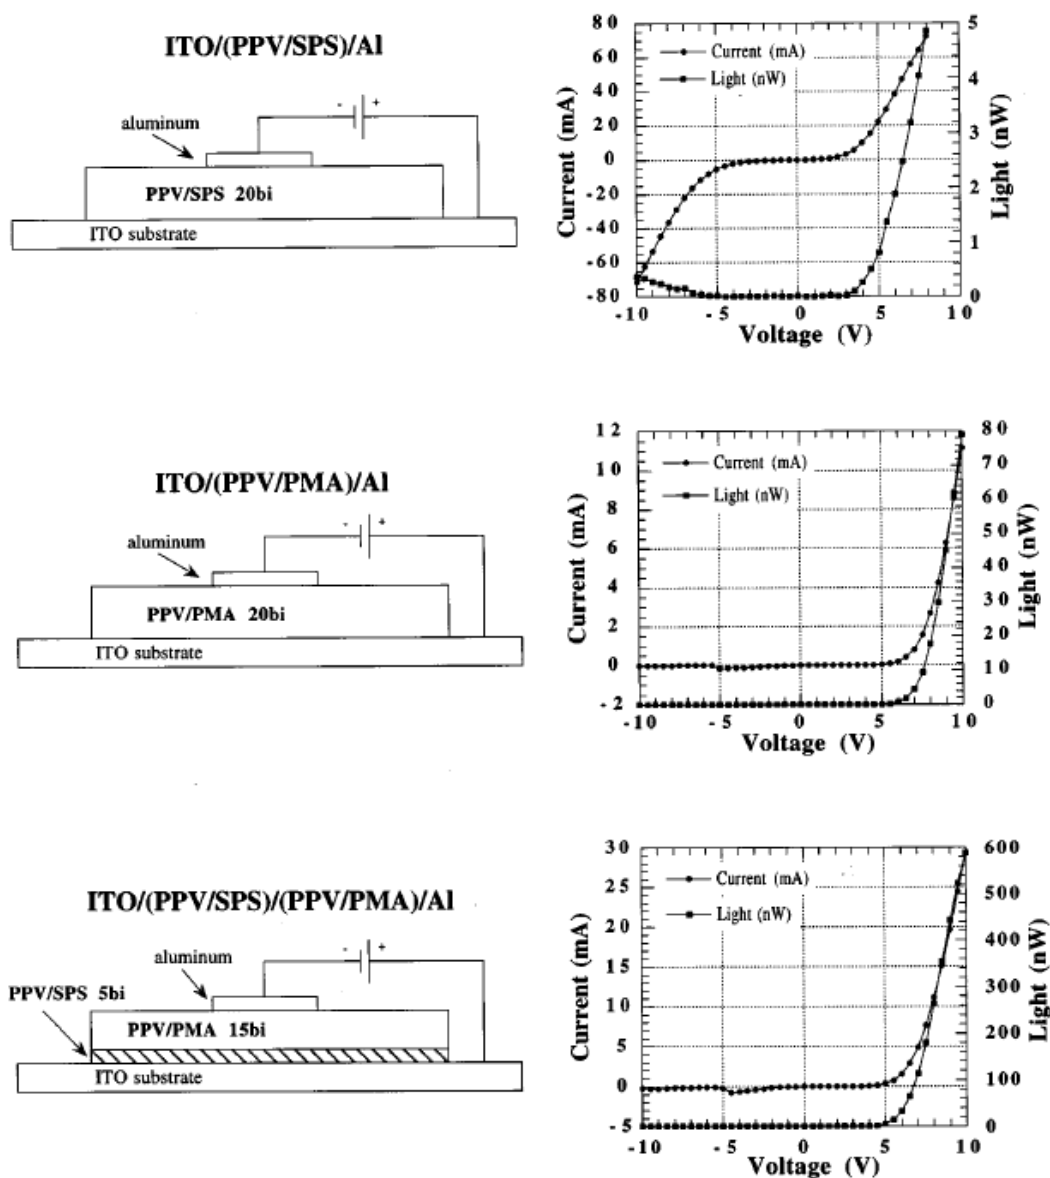 ITO/(PPV/SPS)/Al
aluminum
- +
PPV/SPS 20bi
ITO substrate
Current (mA)
80
60
40
20
0
-20
-40
-60
-80
Current (mA)
Light (nW)
5
4
3
2
1
0
Light (nW)
-10 -5 0 5 10
Voltage (V)
ITO/(PPV/PMA)/Al
aluminum
- +
PPV/PMA 20bi
ITO substrate
Current (mA)
12
10
8
6
4
2
0
-2
Current (mA)
Light (nW)
80
70
60
50
40
30
20
10
0
Light (nW)
-10 -5 0 5 10
Voltage (V)
ITO/(PPV/SPS)/(PPV/PMA)/Al
aluminum
- +
PPV/SPS 5bi
PPV/PMA 15bi
ITO substrate
Current (mA)
30
25
20
15
10
5
0
-5
Current (mA)
Light (nW)
600
500
400
300
200
100
0
Light (nW)
-10 -5 0 5 10
Voltage (V)